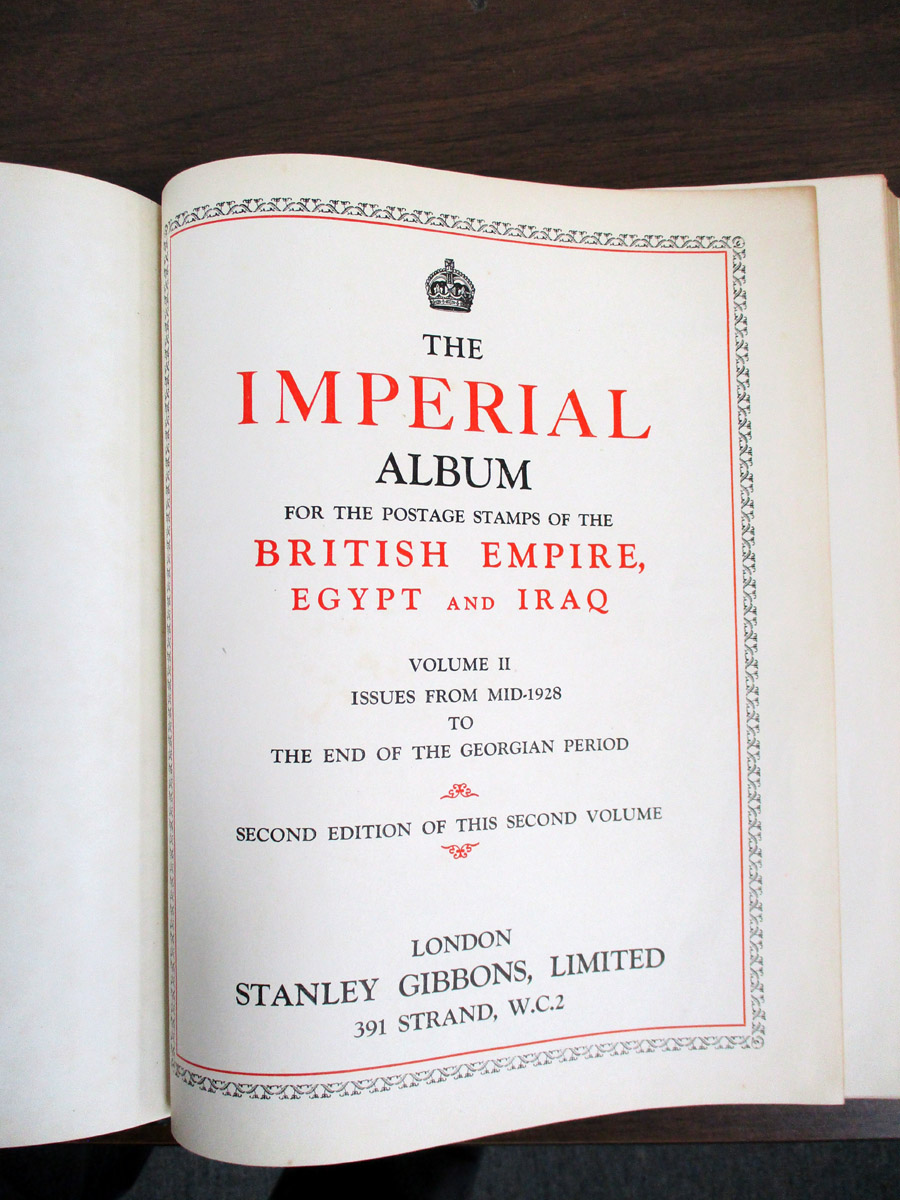 THE
IMPERIAL
ALBUM
FOR THE POSTAGE STAMPS OF THE
BRITISH EMPIRE,
EGYPT AND IRAQ
VOLUME II
ISSUES FROM MID-1928
TO
THE END OF THE GEORGIAN PERIOD
SECOND EDITION OF THIS SECOND VOLUME
LONDON
STANLEY GIBBONS, LIMITED
391 STRAND, W.C.2